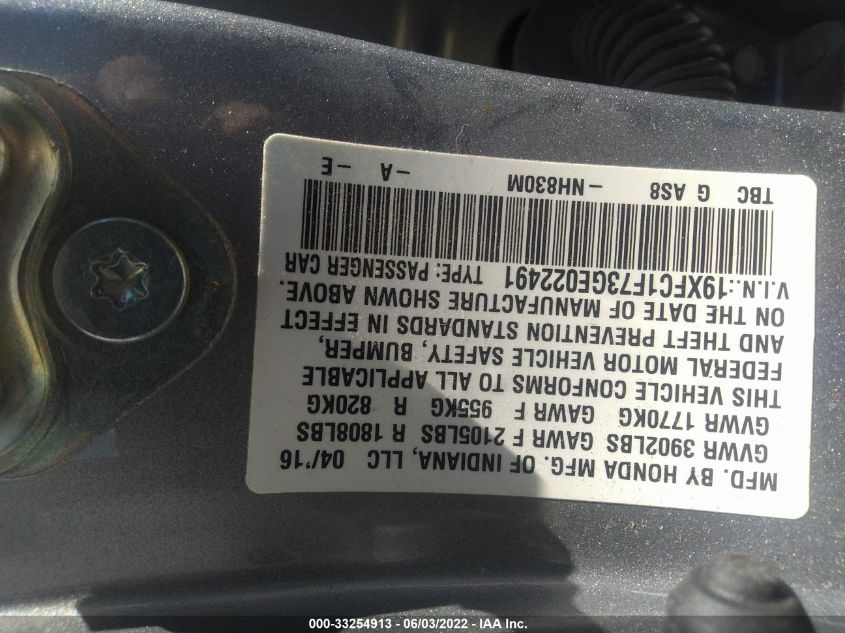 MFD. BY HONDA MFG. OF INDIANA, LLC 04/'16
GVWR 3902LBS GAWR F 2105LBS R 1808LBS
GVWR 1770KG GAWR F 955KG R 820KG
THIS VEHICLE CONFORMS TO ALL APPLICABLE
FEDERAL MOTOR VEHICLE SAFETY, BUMPER,
AND THEFT PREVENTION STANDARDS IN EFFECT
ON THE DATE OF MANUFACTURE SHOWN ABOVE.
V.I.N.:19XFC1F73GE022491 TYPE: PASSENGER CAR
TBC G AS8 -NH830M -A -E
000-33254913 - 06/03/2022 - IAA Inc.